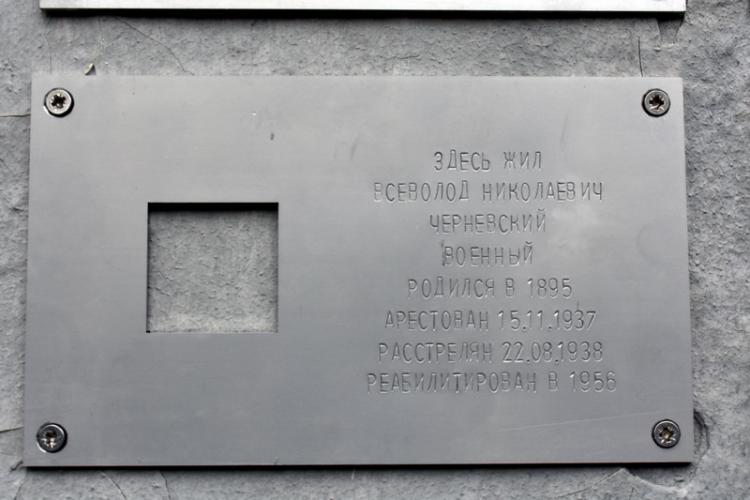 ЗДЕСЬ ЖИЛ
ВСЕВОЛОД НИКОЛАЕВИЧ
ЧЕРНЕВСКИЙ
ВОЕННЫЙ
РОДИЛСЯ В 1895
АРЕСТОВАН 15.11.1937
РАССТРЕЛЯН 22.08.1938
РЕАБИЛИТИРОВАН В 1956